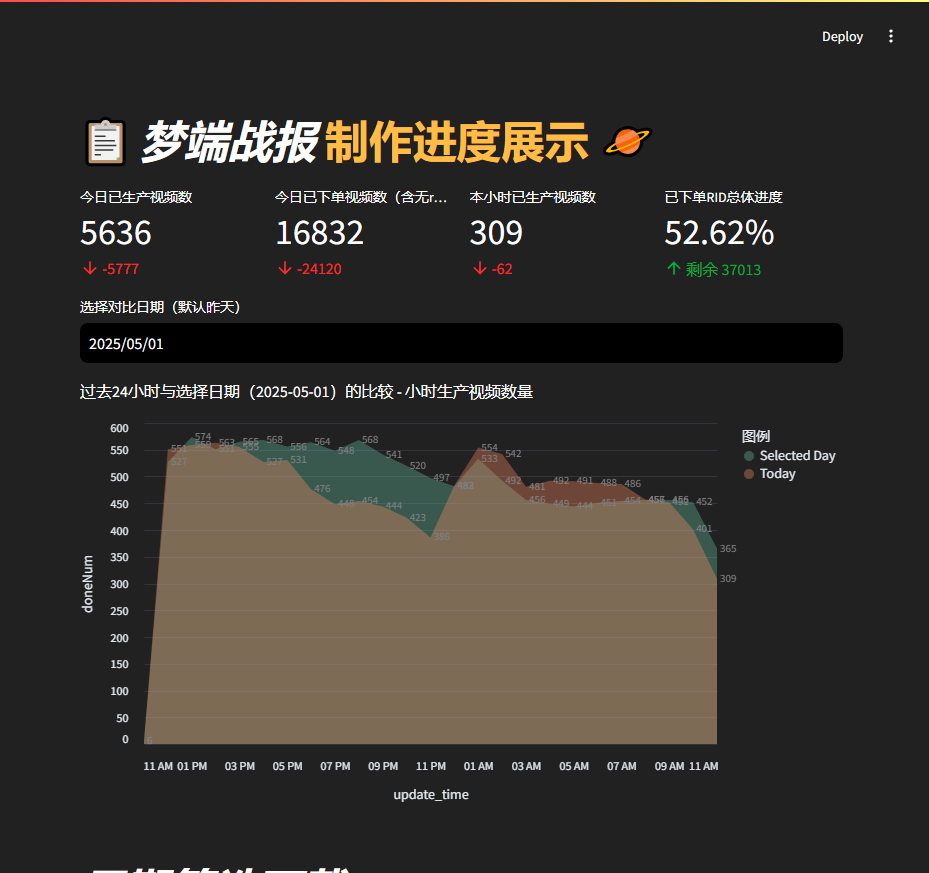 Deploy
梦端战报 制作进度展示
今日已生产视频数
5636
-5777
今日已下单视频数（含无r...
16832
-24120
本小时已生产视频数
309
-62
已下单RID总体进度
52.62%
剩余 37013
选择对比日期（默认昨天）
2025/05/01
过去24小时与选择日期（2025-05-01）的比较 - 小时生产视频数量
图例
Selected Day
Today
600
550
500
450
400
350
300
250
200
150
100
50
0
doneNum
574 563 565 568 556 564 548 568 541 520 497 482 554 542
527 527 531 476 448 454 444 423 386 533 492 481 492 491 488 486
456 449 444 451 454 452 401 365 309
11 AM 01 PM 03 PM 05 PM 07 PM 09 PM 11 PM 01 AM 03 AM 05 AM 07 AM 09 AM 11 AM
update_time